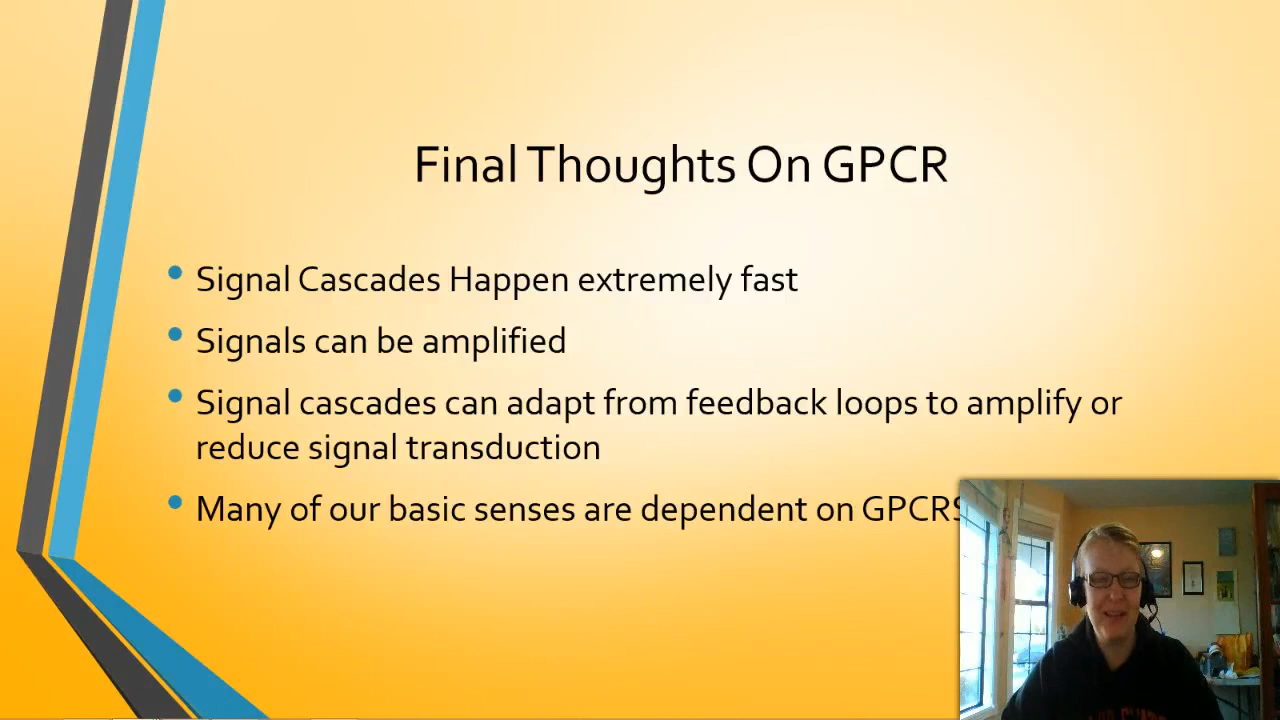 Final Thoughts On GPCR
• Signal Cascades Happen extremely fast
• Signals can be amplified
• Signal cascades can adapt from feedback loops to amplify or
reduce signal transduction
• Many of our basic senses are dependent on GPCRS